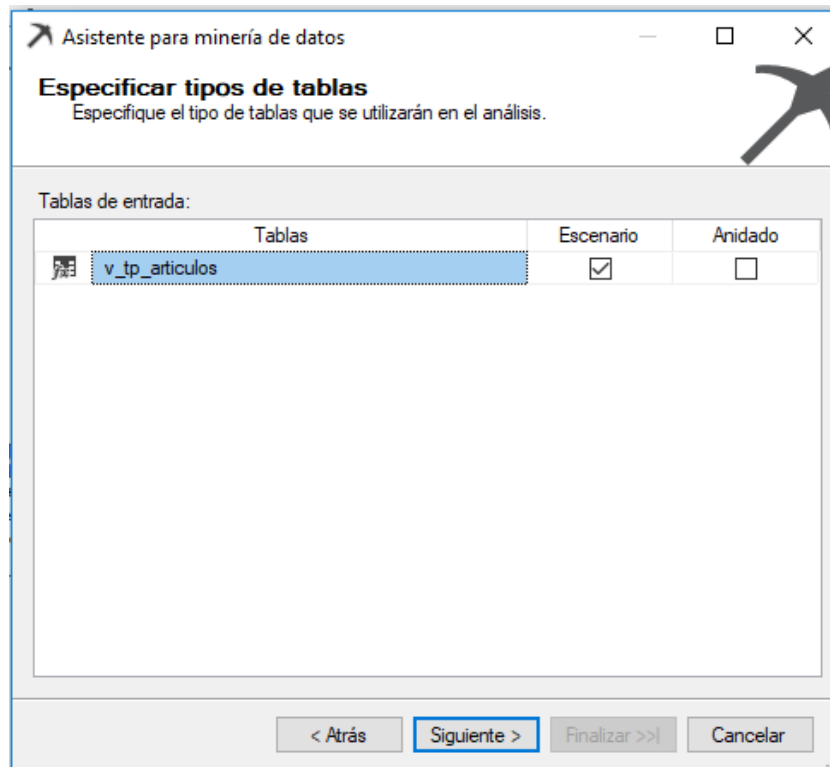 Asistente para minería de datos
Especificar tipos de tablas
Especifique el tipo de tablas que se utilizarán en el análisis.
Tablas de entrada:
Tablas Escenario Anidado
v_tp_articulos
< Atrás Siguiente > Finalizar >>| Cancelar